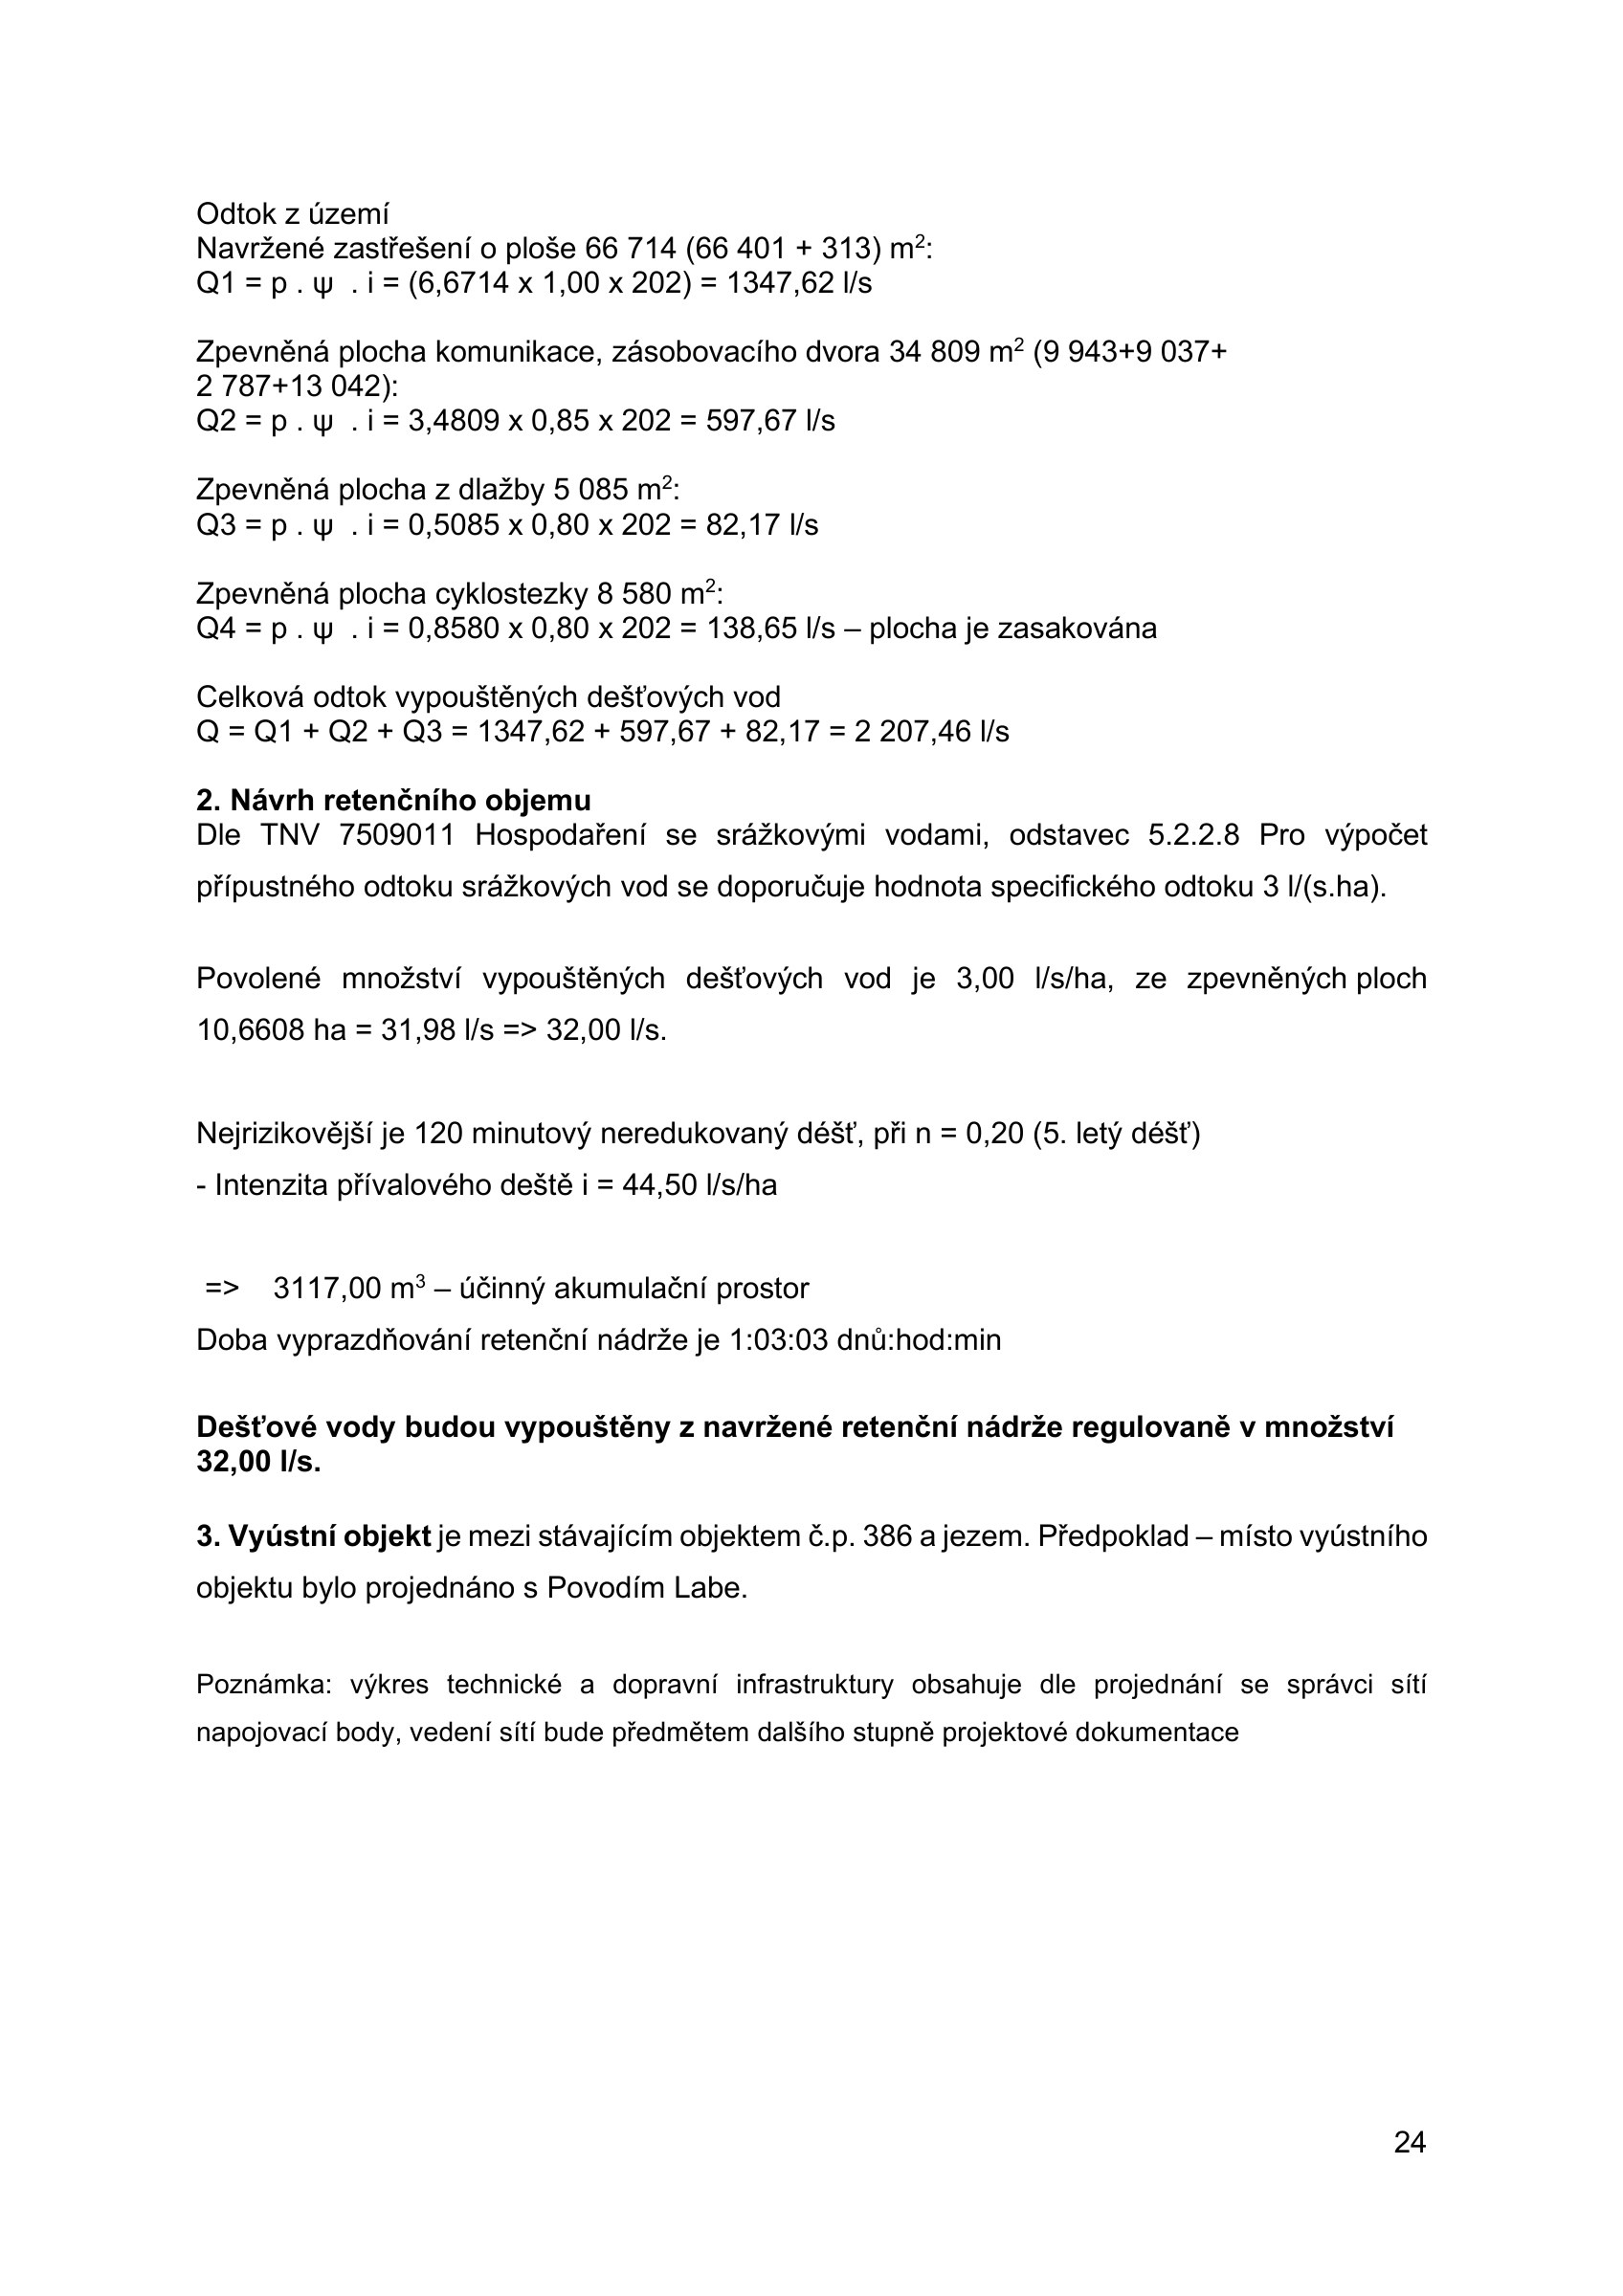 Odtok z území
Navržené zastřešení o ploše 66 714 (66 401 + 313) m²:
Q1 = p . ψ . i = (6,6714 x 1,00 x 202) = 1347,62 l/s
Zpevněná plocha komunikace, zásobovacího dvora 34 809 m² (9 943+9 037+
2 787+13 042):
Q2 = p . ψ . i = 3,4809 x 0,85 x 202 = 597,67 l/s
Zpevněná plocha z dlažby 5 085 m²:
Q3 = p . ψ . i = 0,5085 x 0,80 x 202 = 82,17 l/s
Zpevněná plocha cyklostezky 8 580 m²:
Q4 = p . ψ . i = 0,8580 x 0,80 x 202 = 138,65 l/s – plocha je zasakována
Celková odtok vypouštěných dešťových vod
Q = Q1 + Q2 + Q3 = 1347,62 + 597,67 + 82,17 = 2 207,46 l/s
2. Návrh retenčního objemu
Dle TNV 7509011 Hospodaření se srážkovými vodami, odstavec 5.2.2.8 Pro výpočet
přípustného odtoku srážkových vod se doporučuje hodnota specifického odtoku 3 l/(s.ha).
Povolené množství vypouštěných dešťových vod je 3,00 l/s/ha, ze zpevněných ploch
10,6608 ha = 31,98 l/s => 32,00 l/s.
Nejrizikovější je 120 minutový neredukovaný déšť, při n = 0,20 (5. letý déšť)
- Intenzita přívalového deště i = 44,50 l/s/ha
=> 3117,00 m³ – účinný akumulační prostor
Doba vyprazdňování retenční nádrže je 1:03:03 dnů:hod:min
Dešťové vody budou vypouštěny z navržené retenční nádrže regulovaně v množství
32,00 l/s.
3. Vyústní objekt je mezi stávajícím objektem č.p. 386 a jezem. Předpoklad – místo vyústního
objektu bylo projednáno s Povodím Labe.
Poznámka: výkres technické a dopravní infrastruktury obsahuje dle projednání se správci sítí
napojovací body, vedení sítí bude předmětem dalšího stupně projektové dokumentace
24